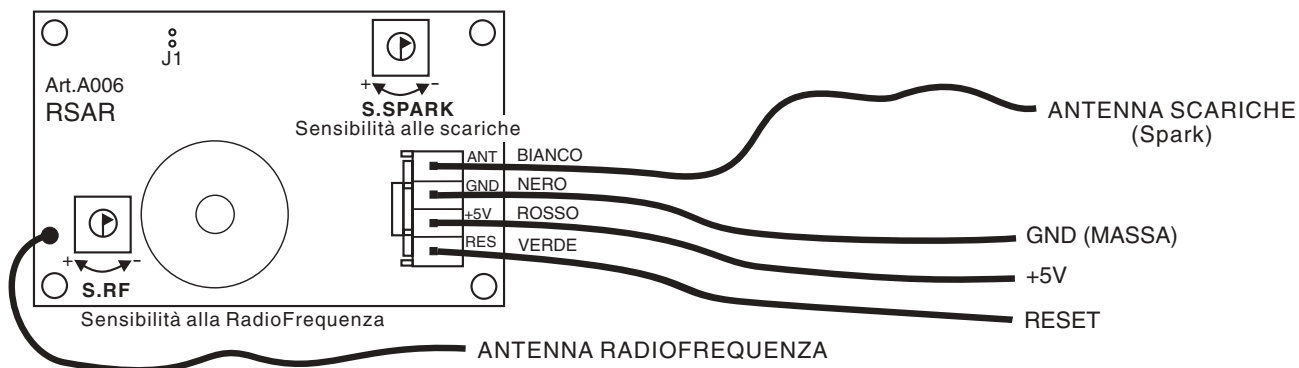 J1
Art.A006
RSAR
+ -
S.SPARK
Sensibilità alle scariche
ANT BIANCO
GND NERO
+5V ROSSO
RES VERDE
ANTENNA SCARICHE
(Spark)
GND (MASSA)
+5V
RESET
+ -
S.RF
Sensibilità alla RadioFrequenza
ANTENNA RADIOFREQUENZA